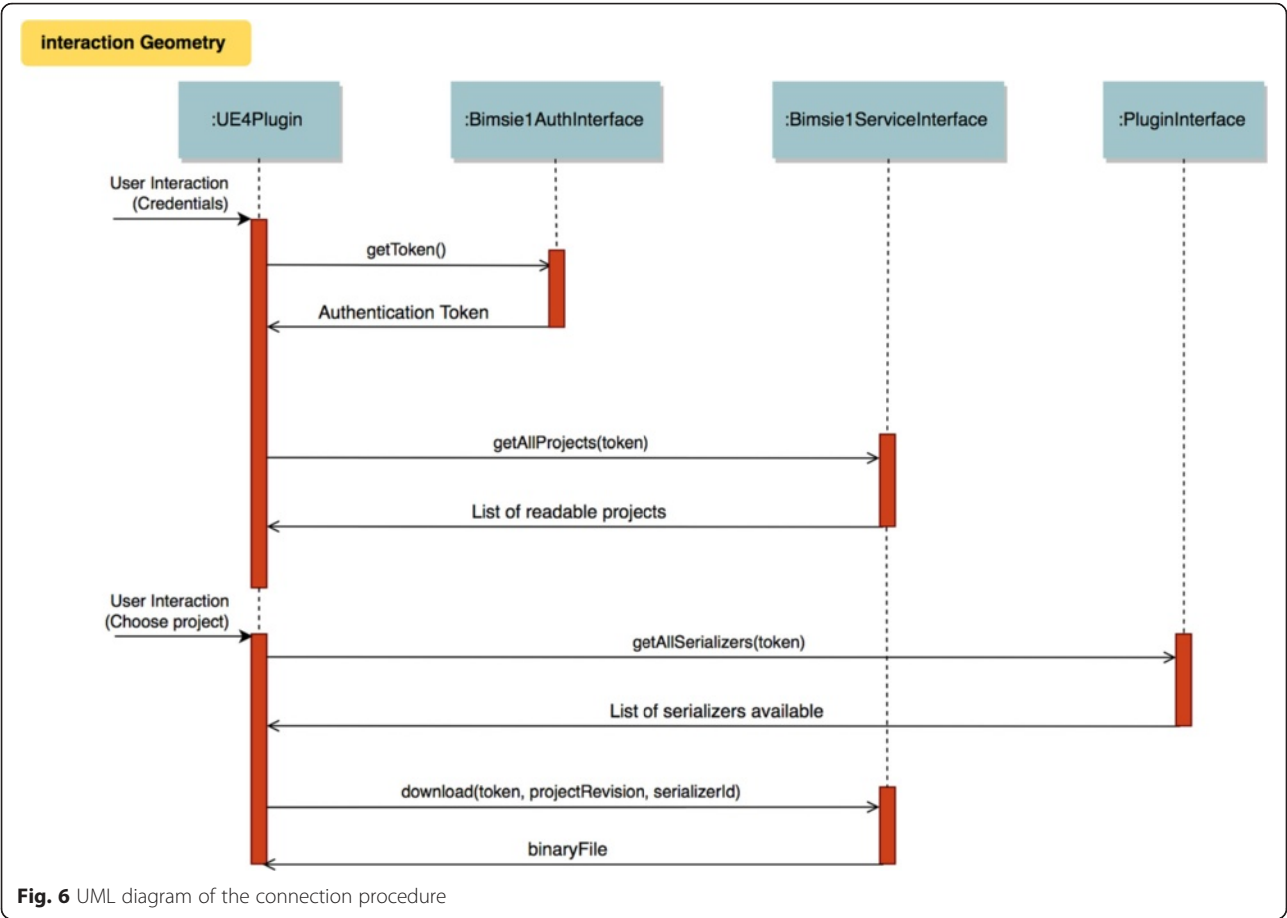 interaction Geometry
:UE4Plugin
:Bimsie1AuthInterface
:Bimsie1ServiceInterface
:PluginInterface
User Interaction
(Credentials)
getToken()
Authentication Token
getAllProjects(token)
List of readable projects
User Interaction
(Choose project)
getAllSerializers(token)
List of serializers available
download(token, projectRevision, serializerId)
binaryFile
Fig. 6 UML diagram of the connection procedure